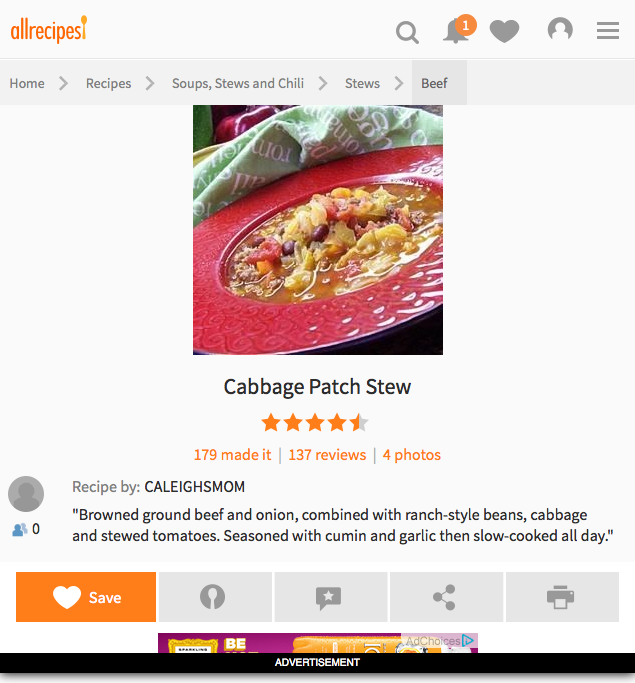 allrecipes
1
Home Recipes Soups, Stews and Chili Stews Beef
Cabbage Patch Stew
179 made it | 137 reviews | 4 photos
Recipe by: CALEIGHSMOM
"Browned ground beef and onion, combined with ranch-style beans, cabbage
0
and stewed tomatoes. Seasoned with cumin and garlic then slow-cooked all day."
Save
SPARKLING
BE
AdChoices
ADVERTISEMENT